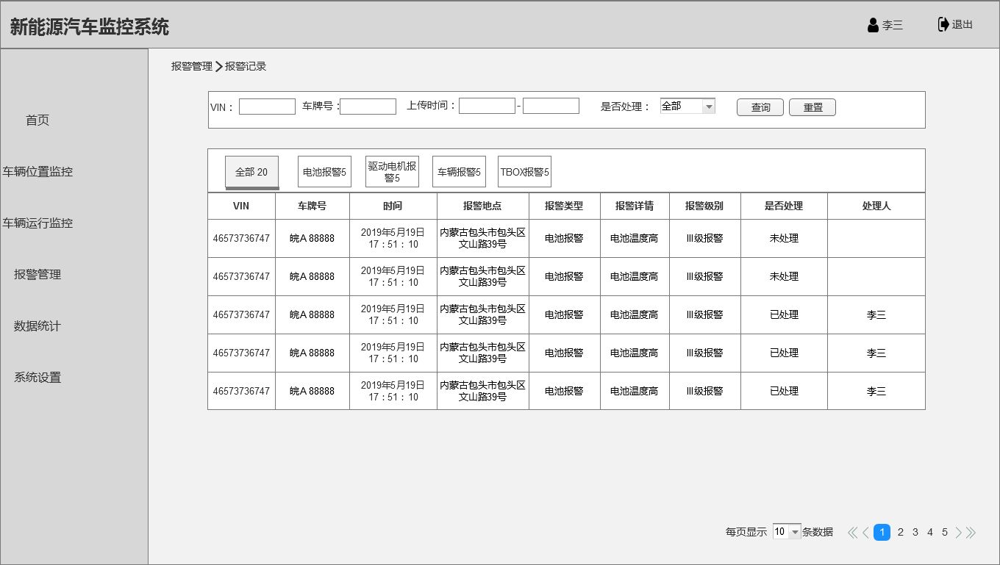 新能源汽车监控系统
李三
退出
报警管理 报警记录
首页
车辆位置监控
车辆运行监控
报警管理
数据统计
系统设置
VIN： 车牌号： 上传时间： - 是否处理： 全部 查询 重置
全部 20
电池报警5
驱动电机报
警5
车辆报警5
TBOX报警5
VIN 车牌号 时间 报警地点 报警类型 报警详情 报警级别 是否处理 处理人
46573736747 皖A 88888 2019年5月19日 内蒙古包头市包头区 电池报警 电池温度高 Ⅲ级报警 未处理
17：51：10 文山路39号
46573736747 皖A 88888 2019年5月19日 内蒙古包头市包头区 电池报警 电池温度高 Ⅲ级报警 未处理
17：51：10 文山路39号
46573736747 皖A 88888 2019年5月19日 内蒙古包头市包头区 电池报警 电池温度高 Ⅲ级报警 已处理 李三
17：51：10 文山路39号
46573736747 皖A 88888 2019年5月19日 内蒙古包头市包头区 电池报警 电池温度高 Ⅲ级报警 已处理 李三
17：51：10 文山路39号
46573736747 皖A 88888 2019年5月19日 内蒙古包头市包头区 电池报警 电池温度高 Ⅲ级报警 已处理 李三
17：51：10 文山路39号
每页显示 10 条数据 1 2 3 4 5